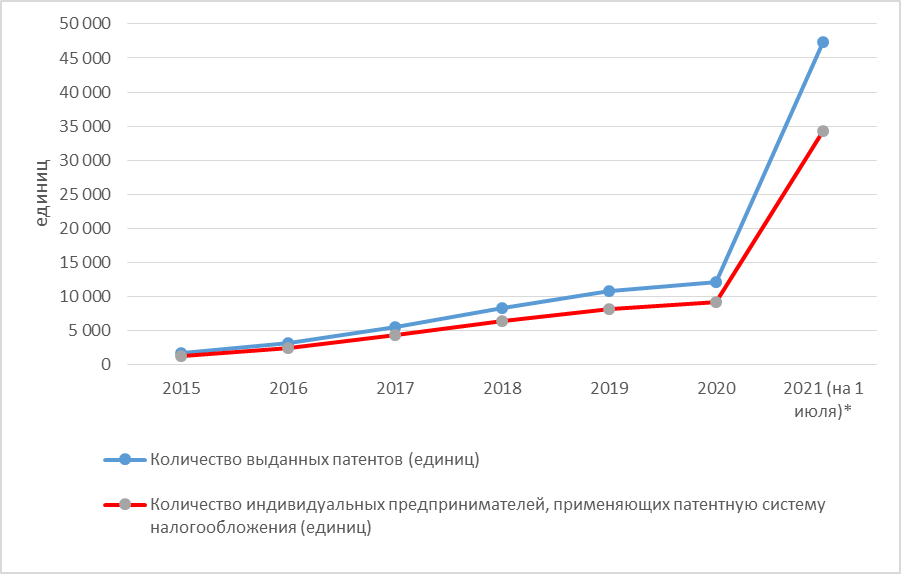 50 000
45 000
40 000
35 000
30 000
25 000
20 000
15 000
10 000
5 000
0
единиц
2015
2016
2017
2018
2019
2020
2021 (на 1
июля)*
Количество выданных патентов (единиц)
Количество индивидуальных предпринимателей, применяющих патентную систему
налогообложения (единиц)